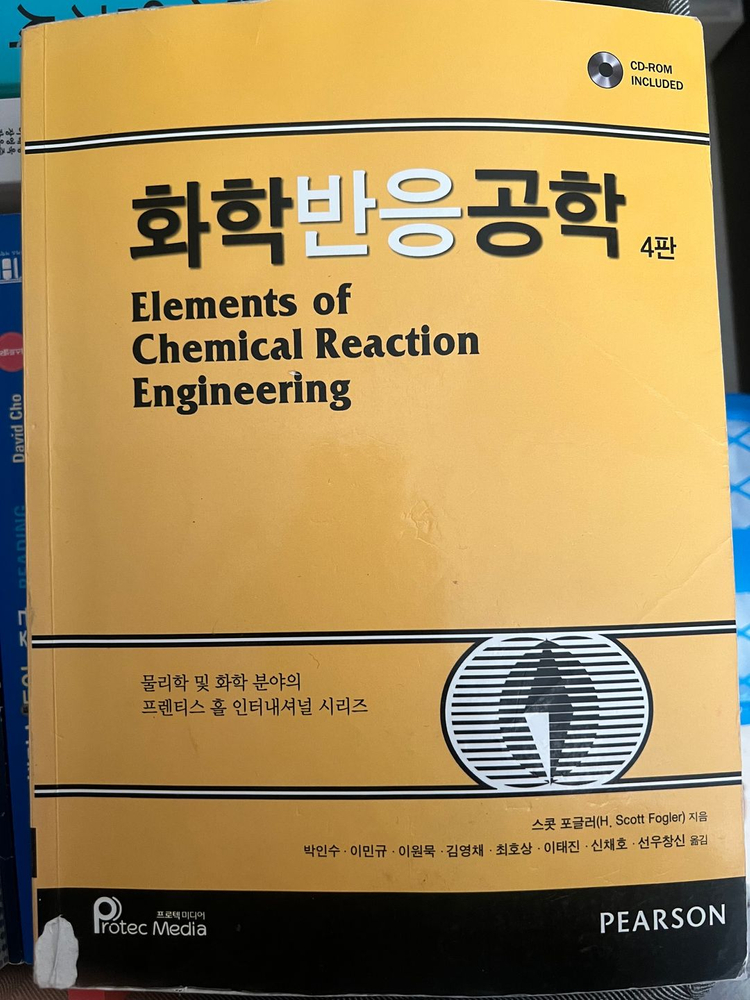 CD-ROM
INCLUDED
화학반응공학 4판
Elements of
Chemical Reaction
Engineering
물리학 및 화학 분야의
프렌티스 홀 인터내셔널 시리즈
스콧 포글러(H. Scott Fogler) 지음
박인수 · 이민규 · 이원묵 · 김영채 · 최호상 · 이태진 · 신채호 · 선우창신 옮김
프로텍 미디어
Protec Media
PEARSON
David Cho
READING